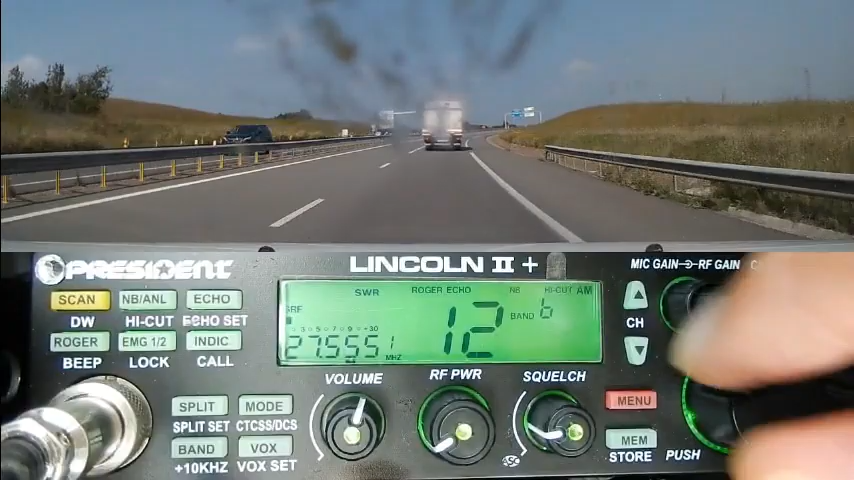 PRESIDENT
LINCOLN II +
MIC GAIN RF GAIN
SCAN
NB/ANL
ECHO
DW
HI-CUT
ECHO SET
ROGER
EMG 1/2
INDIC
BEEP
LOCK
CALL
SWR
ROGER ECHO
NB
HI-CUT AM
12
BAND b
27.555
MHZ
CH
VOLUME
RF PWR
SQUELCH
MENU
SPLIT
MODE
SPLIT SET
CTCSS/DCS
BAND
VOX
+10KHZ
VOX SET
ASC
MEM
STORE
PUSH